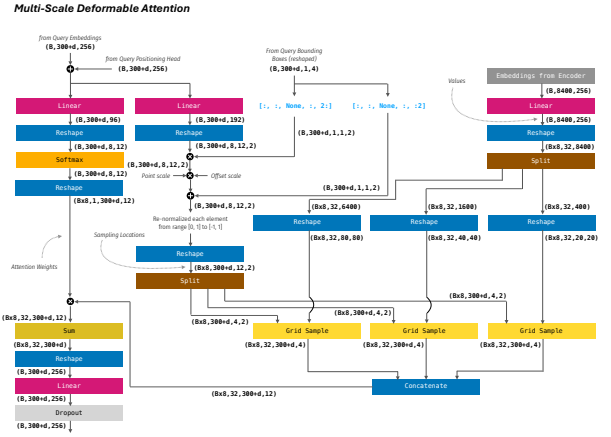 Multi-Scale Deformable Attention
from Query Embeddings
(B,300+d,256)
from Query Positioning Head
(B,300+d,256)
From Query Bounding
Boxes (reshaped)
(B,300+d,1,4)
Embeddings from Encoder
Values
(B,8400,256)
Linear
Linear
[:, :, None, :, 2:]
[:, :, None, :, :2]
Linear
(B,300+d,96)
(B,300+d,192)
(B,8400,256)
Reshape
Reshape
(B,300+d,1,1,2)
Reshape
(B,300+d,8,12)
(B,300+d,8,12,2)
(B,8,32,8400)
Softmax
(B,300+d,8,12,2)
Split
(B,300+d,8,12)
Point scale
Offset scale
Reshape
(B,300+d,1,1,2)
(Bx8,1,300+d,12)
(B,300+d,8,12,2)
(B,8,32,6400)
(B,8,32,1600)
(B,8,32,400)
Re-normalized each element
from range [0, 1] to [-1, 1]
Reshape
Reshape
Reshape
Sampling Locations
(Bx8,32,80,80)
(Bx8,32,40,40)
(Bx8,32,20,20)
Reshape
Attention Weights
(Bx8,300+d,12,2)
Split
(Bx8,300+d,4,2)
(Bx8,32,300+d,12)
(Bx8,300+d,4,2)
(Bx8,300+d,4,2)
Sum
Grid Sample
Grid Sample
Grid Sample
(Bx8,32,300+d)
(Bx8,32,300+d,4)
(Bx8,32,300+d,4)
(Bx8,32,300+d,4)
Reshape
(B,300+d,256)
Linear
Concatenate
(Bx8,32,300+d,12)
(B,300+d,256)
Dropout
(B,300+d,256)